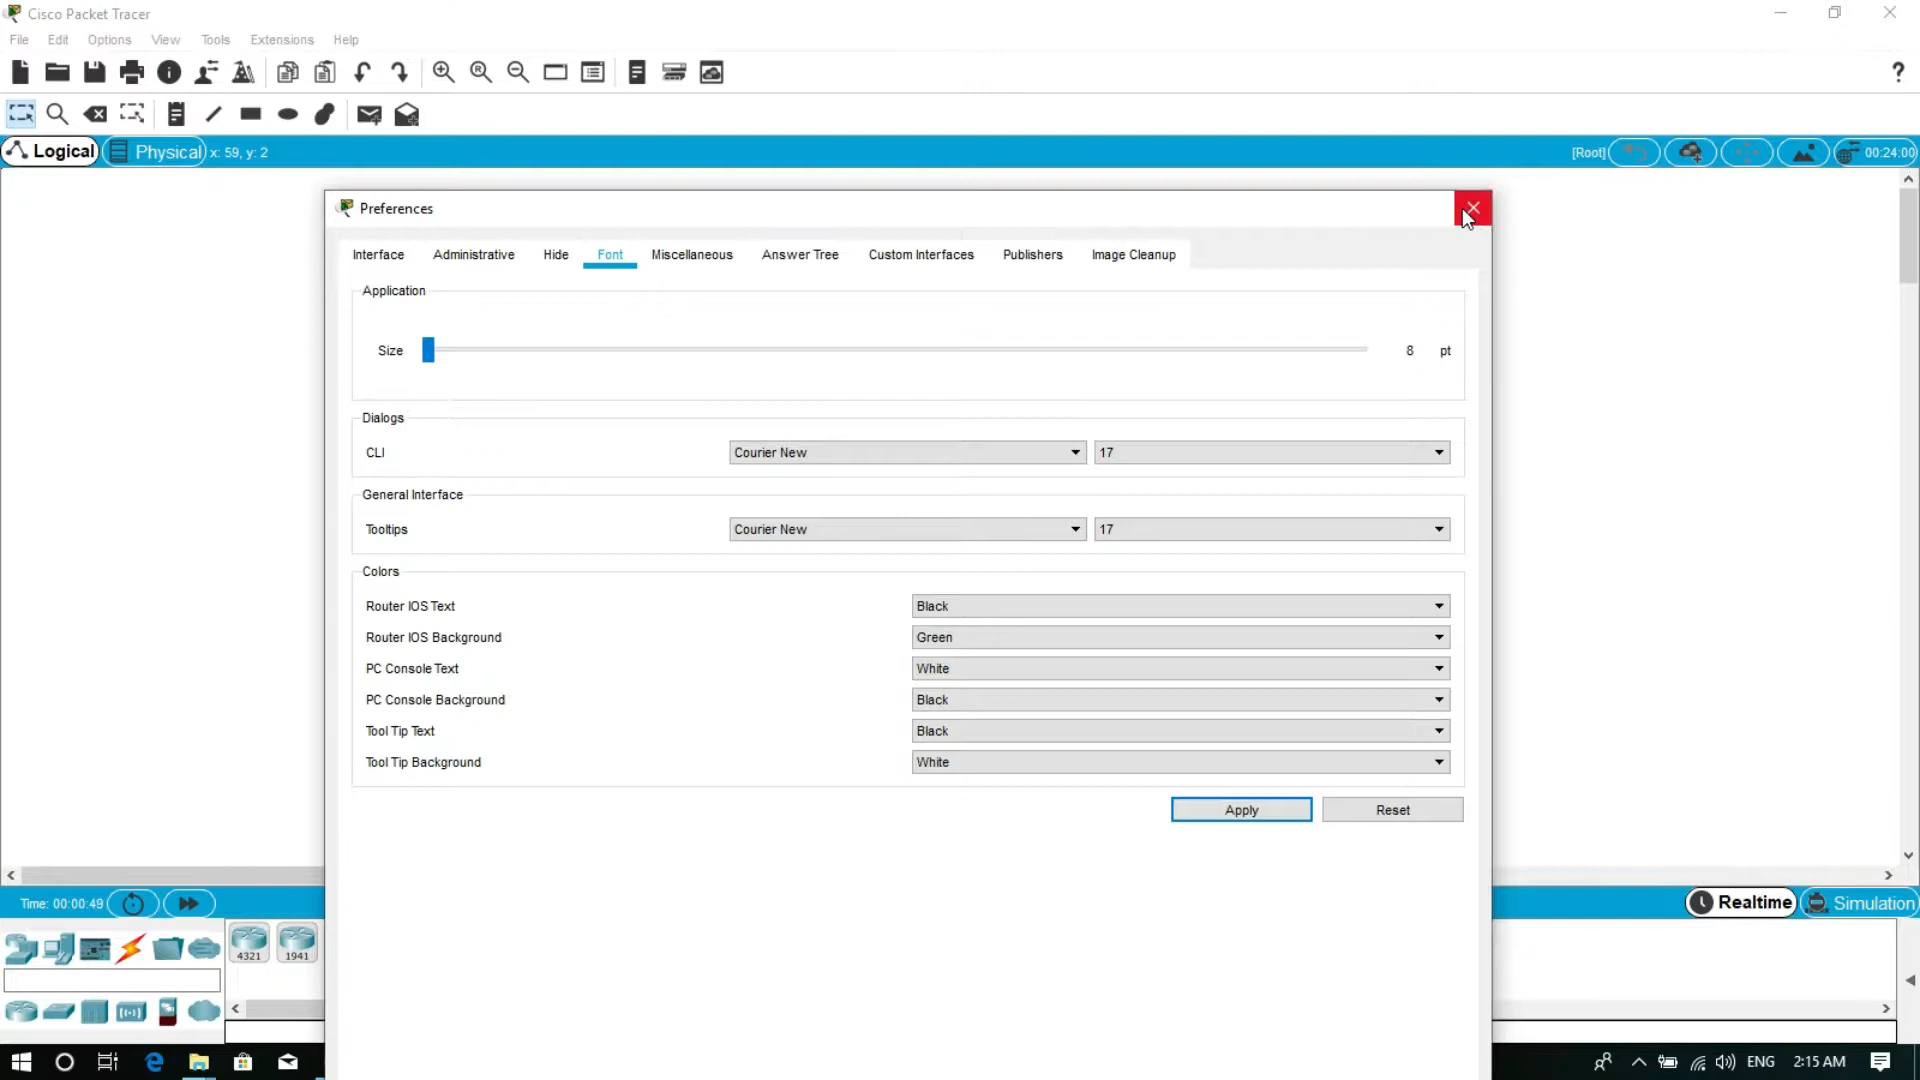 Cisco Packet Tracer
File Edit Options View Tools Extensions Help
?
Logical Physical x: 59, y: 2 [Root] 00:24:00
Preferences
Interface Administrative Hide Font Miscellaneous Answer Tree Custom Interfaces Publishers Image Cleanup
Application
Size 8 pt
Dialogs
CLI Courier New 17
General Interface
Tooltips Courier New 17
Colors
Router IOS Text Black
Router IOS Background Green
PC Console Text White
PC Console Background Black
Tool Tip Text Black
Tool Tip Background White
Apply Reset
Time: 00:00:49 Realtime Simulation
4321 1941
ENG 2:15 AM